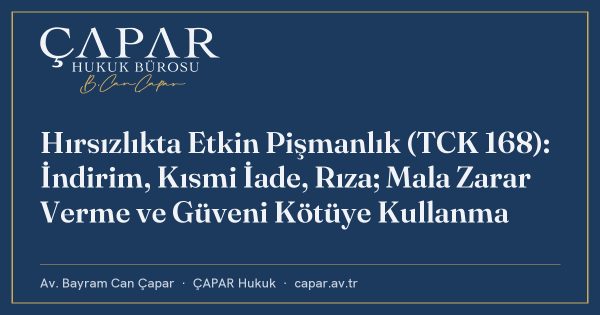 ÇAPAR
HUKUK BÜROSU
B.CanÇapar
Hırsızlıkta Etkin Pişmanlık (TCK 168):
İndirim, Kısmi İade, Rıza; Mala Zarar
Verme ve Güveni Kötüye Kullanma
Av. Bayram Can Çapar · ÇAPAR Hukuk · capar.av.tr